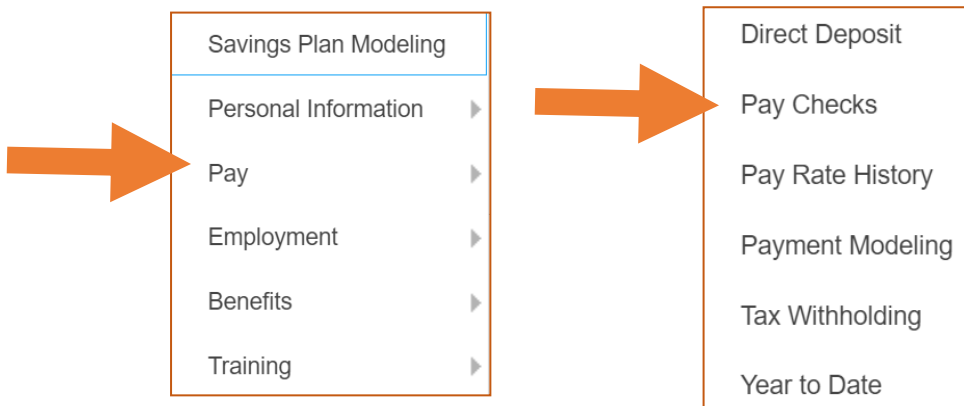 Savings Plan Modeling
Personal Information
Pay
Employment
Benefits
Training
Direct Deposit
Pay Checks
Pay Rate History
Payment Modeling
Tax Withholding
Year to Date